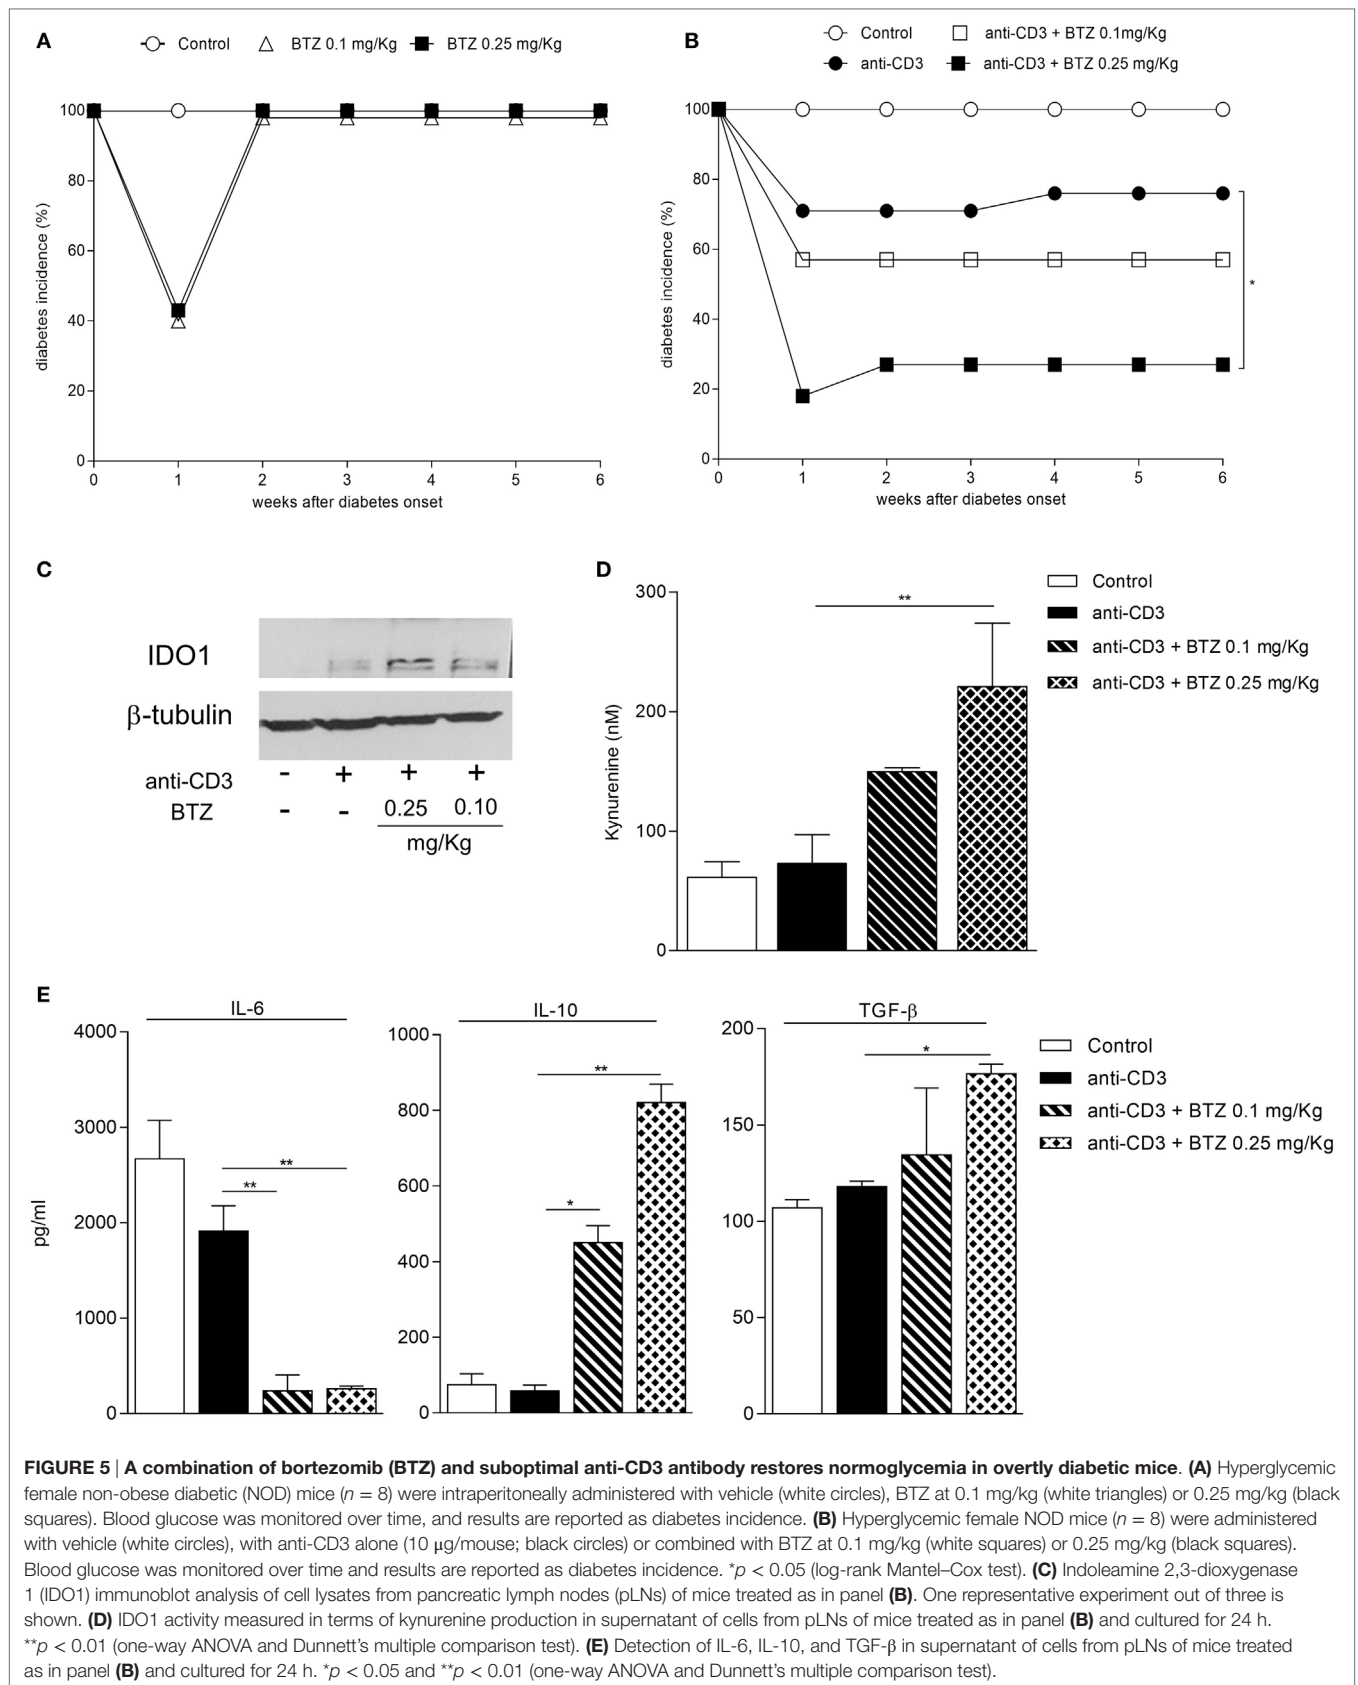 A
Control
BTZ 0.1 mg/Kg
BTZ 0.25 mg/Kg
diabetes incidence (%)
100
80
60
40
20
0
0 1 2 3 4 5 6
weeks after diabetes onset
B
Control
anti-CD3 + BTZ 0.1mg/Kg
anti-CD3
anti-CD3 + BTZ 0.25 mg/Kg
diabetes incidence (%)
100
80
60
40
20
0
*
0 1 2 3 4 5 6
weeks after diabetes onset
C
IDO1
β-tubulin
anti-CD3 - + + +
BTZ - - 0.25 0.10
mg/Kg
D
Kynurenine (nM)
300
200
100
0
**
Control
anti-CD3
anti-CD3 + BTZ 0.1 mg/Kg
anti-CD3 + BTZ 0.25 mg/Kg
E
pg/ml
IL-6
4000
3000
2000
1000
0
**
**
IL-10
1000
800
600
400
200
0
**
*
TGF-β
200
150
100
50
0
*
Control
anti-CD3
anti-CD3 + BTZ 0.1 mg/Kg
anti-CD3 + BTZ 0.25 mg/Kg
FIGURE 5 | A combination of bortezomib (BTZ) and suboptimal anti-CD3 antibody restores normoglycemia in overtly diabetic mice. (A) Hyperglycemic
female non-obese diabetic (NOD) mice (n = 8) were intraperitoneally administered with vehicle (white circles), BTZ at 0.1 mg/kg (white triangles) or 0.25 mg/kg (black
squares). Blood glucose was monitored over time, and results are reported as diabetes incidence. (B) Hyperglycemic female NOD mice (n = 8) were administered
with vehicle (white circles), with anti-CD3 alone (10 μg/mouse; black circles) or combined with BTZ at 0.1 mg/kg (white squares) or 0.25 mg/kg (black squares).
Blood glucose was monitored over time and results are reported as diabetes incidence. *p < 0.05 (log-rank Mantel–Cox test). (C) Indoleamine 2,3-dioxygenase
1 (IDO1) immunoblot analysis of cell lysates from pancreatic lymph nodes (pLNs) of mice treated as in panel (B). One representative experiment out of three is
shown. (D) IDO1 activity measured in terms of kynurenine production in supernatant of cells from pLNs of mice treated as in panel (B) and cultured for 24 h.
**p < 0.01 (one-way ANOVA and Dunnett's multiple comparison test). (E) Detection of IL-6, IL-10, and TGF-β in supernatant of cells from pLNs of mice treated
as in panel (B) and cultured for 24 h. *p < 0.05 and **p < 0.01 (one-way ANOVA and Dunnett's multiple comparison test).